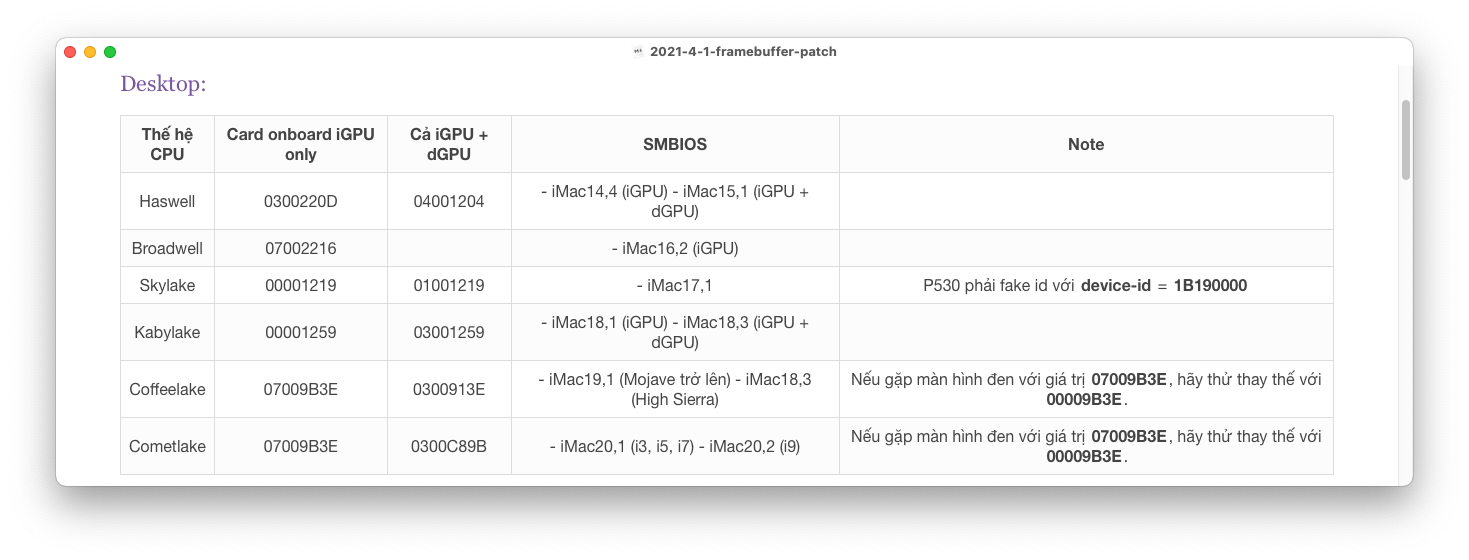 2021-4-1-framebuffer-patch
Desktop:
Thế hệ
CPU
Card onboard iGPU
only
Cả iGPU +
dGPU
SMBIOS
Note
Haswell
0300220D
04001204
- iMac14,4 (iGPU) - iMac15,1 (iGPU +
dGPU)
Broadwell
07002216
- iMac16,2 (iGPU)
Skylake
00001219
01001219
- iMac17,1
P530 phải fake id với device-id = 1B190000
Kabylake
00001259
03001259
- iMac18,1 (iGPU) - iMac18,3 (iGPU +
dGPU)
Coffeelake
07009B3E
0300913E
- iMac19,1 (Mojave trở lên) - iMac18,3
(High Sierra)
Nếu gặp màn hình đen với giá trị 07009B3E, hãy thử thay thế với
00009B3E.
Cometlake
07009B3E
0300C89B
- iMac20,1 (i3, i5, i7) - iMac20,2 (i9)
Nếu gặp màn hình đen với giá trị 07009B3E, hãy thử thay thế với
00009B3E.